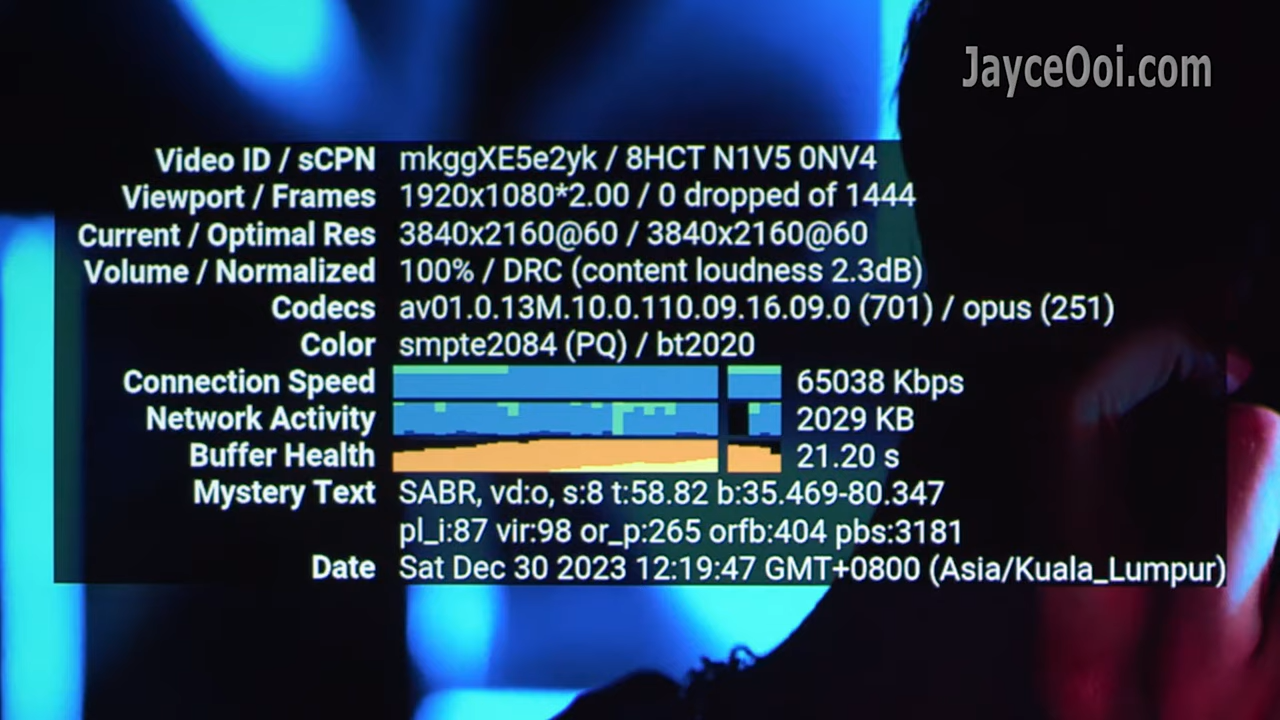 JayceOoi.com
Video ID / sCPN mkggXE5e2yk / 8HCT N1V5 0NV4
Viewport / Frames 1920x1080*2.00 / 0 dropped of 1444
Current / Optimal Res 3840x2160@60 / 3840x2160@60
Volume / Normalized 100% / DRC (content loudness 2.3dB)
Codecs av01.0.13M.10.0.110.09.16.09.0 (701) / opus (251)
Color smpte2084 (PQ) / bt2020
Connection Speed 65038 Kbps
Network Activity 2029 KB
Buffer Health 21.20 s
Mystery Text SABR, vd:o, s:8 t:58.82 b:35.469-80.347
pl_i:87 vir:98 or_p:265 orfb:404 pbs:3181
Date Sat Dec 30 2023 12:19:47 GMT+0800 (Asia/Kuala_Lumpur)